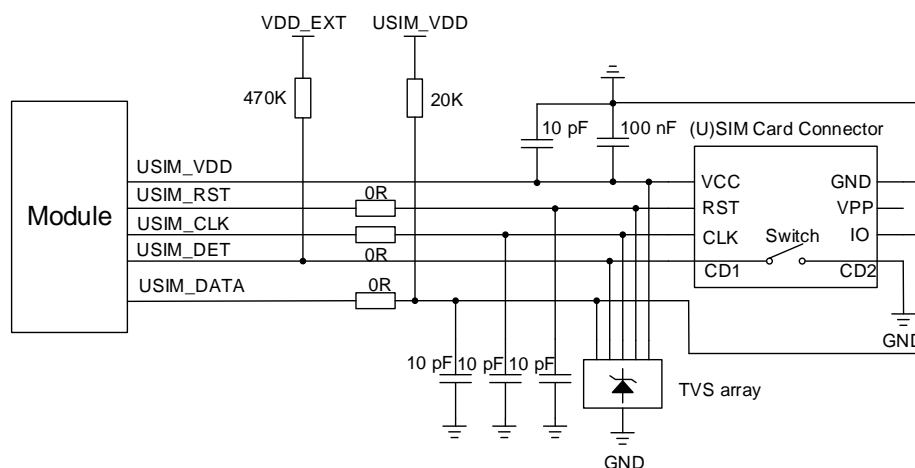 VDD_EXT
USIM_VDD
470K
20K
10 pF
100 nF
(U)SIM Card Connector
Module
USIM_VDD
USIM_RST
USIM_CLK
USIM_DET
USIM_DATA
0R
0R
0R
VCC
RST
CLK
CD1
Switch
GND
VPP
IO
CD2
GND
10 pF
10 pF
10 pF
TVS array
GND